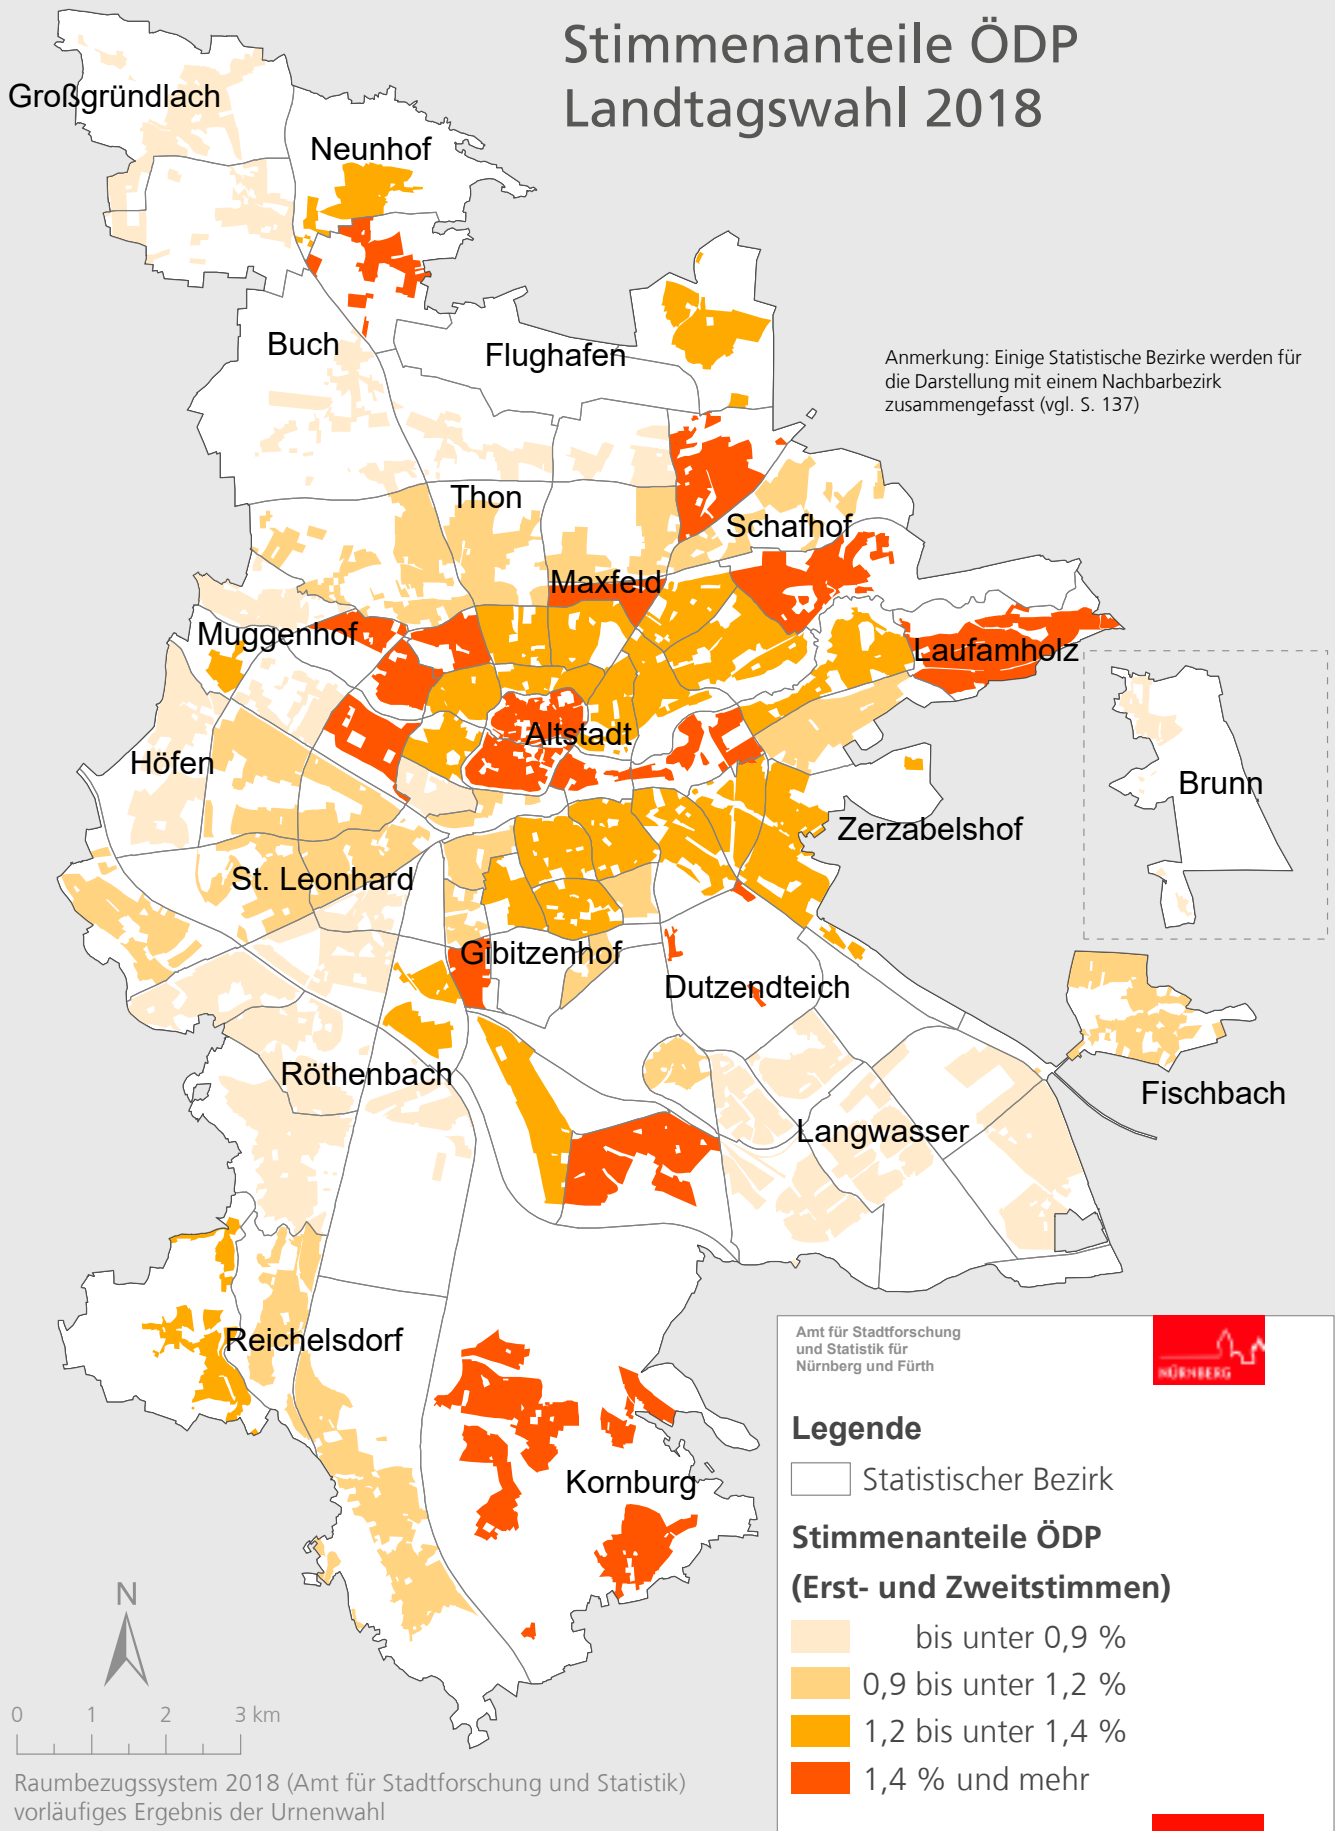 Stimmenanteile ÖDP
Landtagswahl 2018
Großgründlach
Neunhof
Buch
Flughafen
Anmerkung: Einige Statistische Bezirke werden für
die Darstellung mit einem Nachbarbezirk
zusammengefasst (vgl. S. 137)
Thon
Schafhof
Maxfeld
Muggenhof
Laufamholz
Altstadt
Höfen
Brunn
Zerzabelshof
St. Leonhard
Gibitzenhof
Dutzendteich
Röthenbach
Fischbach
Langwasser
Reichelsdorf
Kornburg
Amt für Stadtforschung
und Statistik für
Nürnberg und Fürth
NÜRNBERG
Legende
Statistischer Bezirk
Stimmenanteile ÖDP
(Erst- und Zweitstimmen)
bis unter 0,9 %
0,9 bis unter 1,2 %
1,2 bis unter 1,4 %
1,4 % und mehr
N
0 1 2 3 km
Raumbezugssystem 2018 (Amt für Stadtforschung und Statistik)
vorläufiges Ergebnis der Urnenwahl